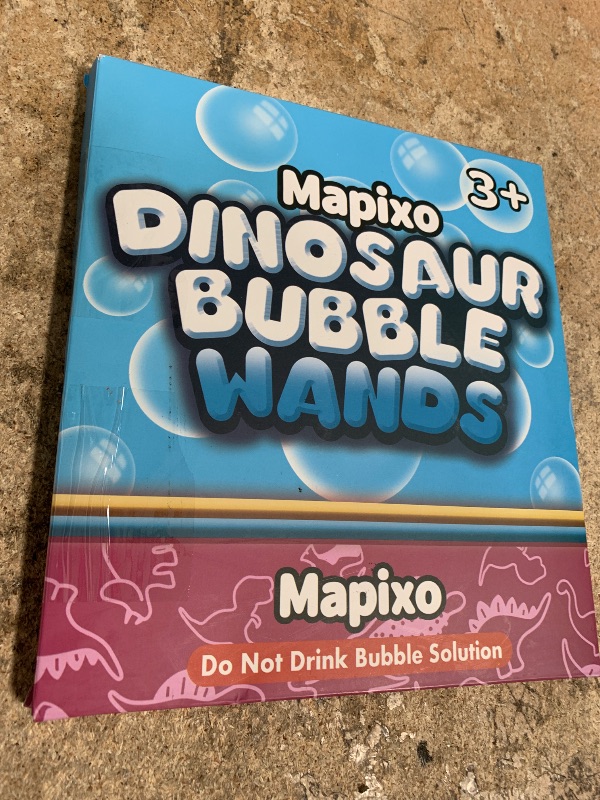 3+
Mapixo
DINOSAUR
BUBBLE
WANDS
Mapixo
Do Not Drink Bubble Solution